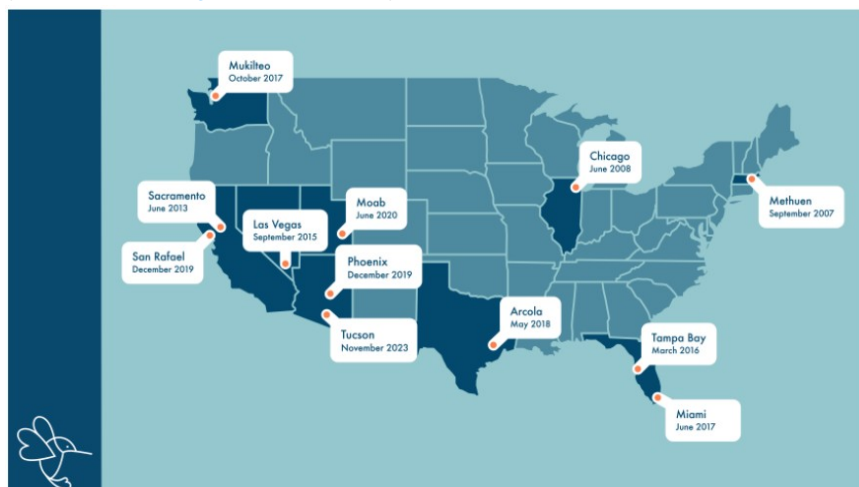 Mukilteo
October 2017
Chicago
June 2008
Methuen
September 2007
Sacramento
June 2013
Moab
June 2020
Las Vegas
September 2015
San Rafael
December 2019
Phoenix
December 2019
Arcola
May 2018
Tucson
November 2023
Tampa Bay
March 2016
Miami
June 2017